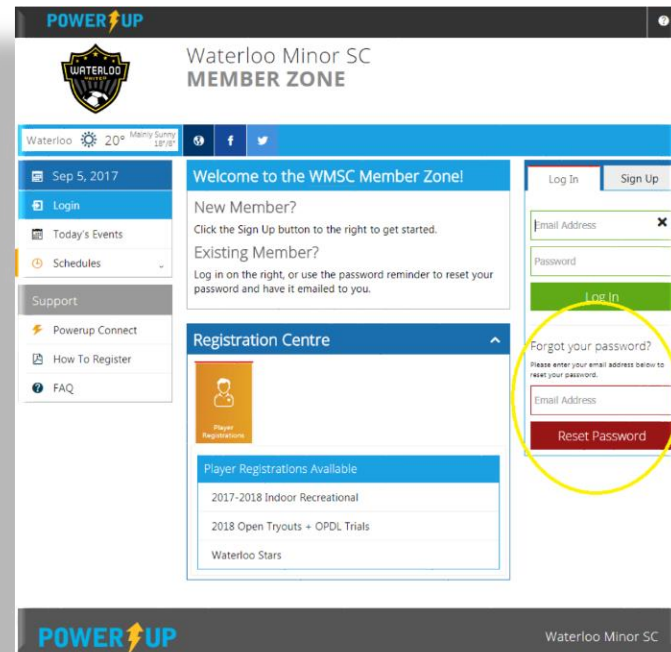 POWER UP
?
WATERLOO
UNITED
Waterloo Minor SC
MEMBER ZONE
Waterloo 20° Mainly Sunny
18°/8°
Sep 5, 2017
Login
Today's Events
Schedules
Support
Powerup Connect
How To Register
FAQ
Welcome to the WMSC Member Zone!
New Member?
Click the Sign Up button to the right to get started.
Existing Member?
Log in on the right, or use the password reminder to reset your
password and have it emailed to you.
Registration Centre
Player
Registrations
Player Registrations Available
2017-2018 Indoor Recreational
2018 Open Tryouts + OPDL Trials
Waterloo Stars
Log In
Sign Up
Email Address
Password
Log In
Forgot your password?
Please enter your email address below to
reset your password.
Email Address
Reset Password
POWER UP
Waterloo Minor SC